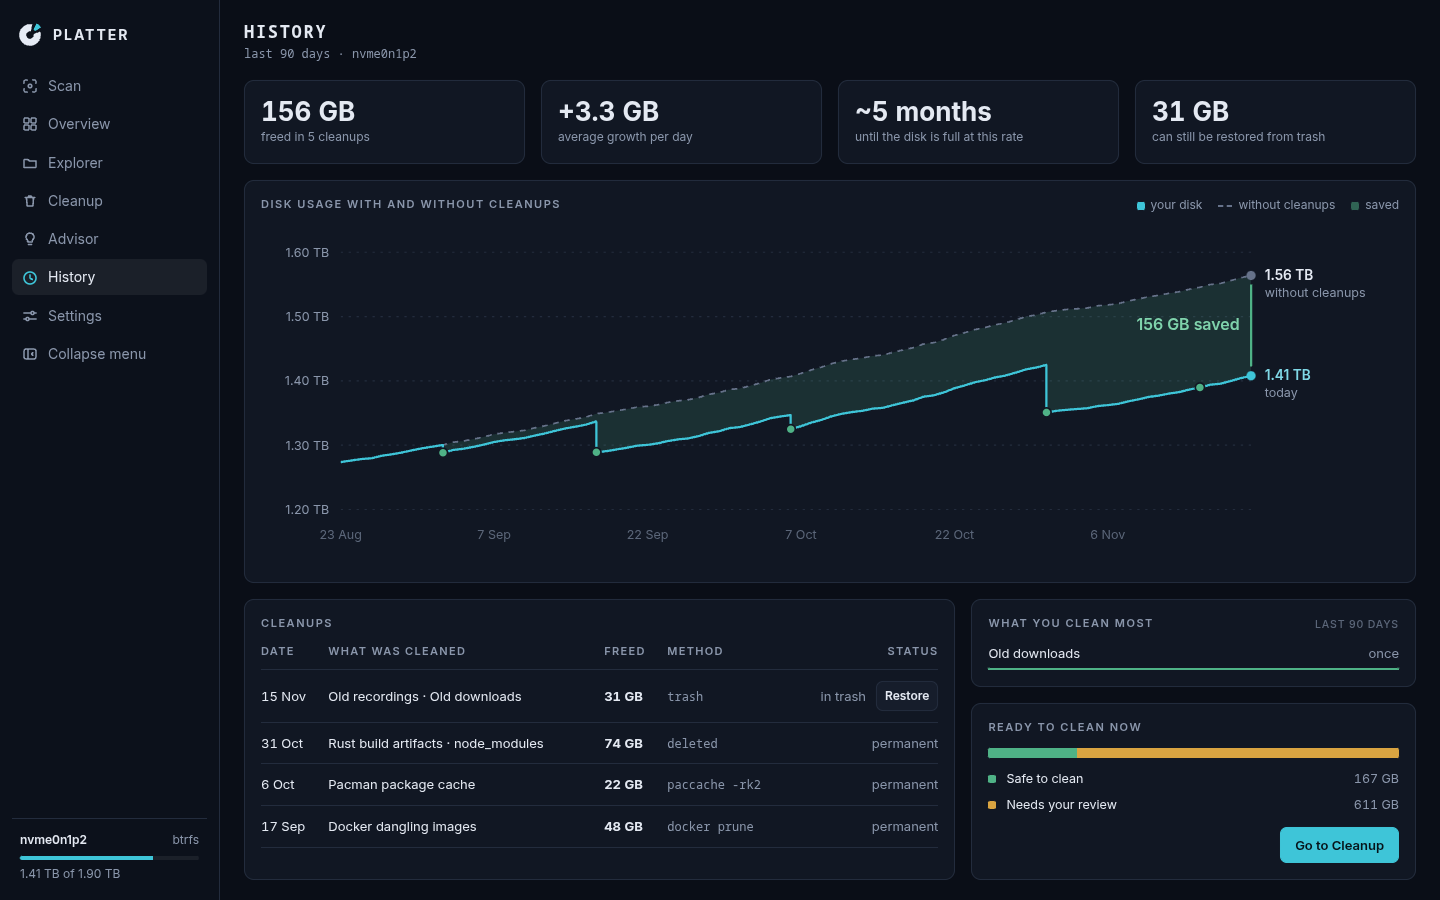 PLATTER
Scan
Overview
Explorer
Cleanup
Advisor
History
Settings
Collapse menu
nvme0n1p2 btrfs
1.41 TB of 1.90 TB
HISTORY
last 90 days · nvme0n1p2
156 GB
freed in 5 cleanups
+3.3 GB
average growth per day
~5 months
until the disk is full at this rate
31 GB
can still be restored from trash
DISK USAGE WITH AND WITHOUT CLEANUPS
your disk without cleanups saved
1.60 TB
1.50 TB
1.40 TB
1.30 TB
1.20 TB
23 Aug 7 Sep 22 Sep 7 Oct 22 Oct 6 Nov
156 GB saved
1.56 TB
without cleanups
1.41 TB
today
CLEANUPS
DATE WHAT WAS CLEANED FREED METHOD STATUS
15 Nov Old recordings · Old downloads 31 GB trash in trash Restore
31 Oct Rust build artifacts · node_modules 74 GB deleted permanent
6 Oct Pacman package cache 22 GB paccache -rk2 permanent
17 Sep Docker dangling images 48 GB docker prune permanent
WHAT YOU CLEAN MOST LAST 90 DAYS
Old downloads once
READY TO CLEAN NOW
Safe to clean 167 GB
Needs your review 611 GB
Go to Cleanup